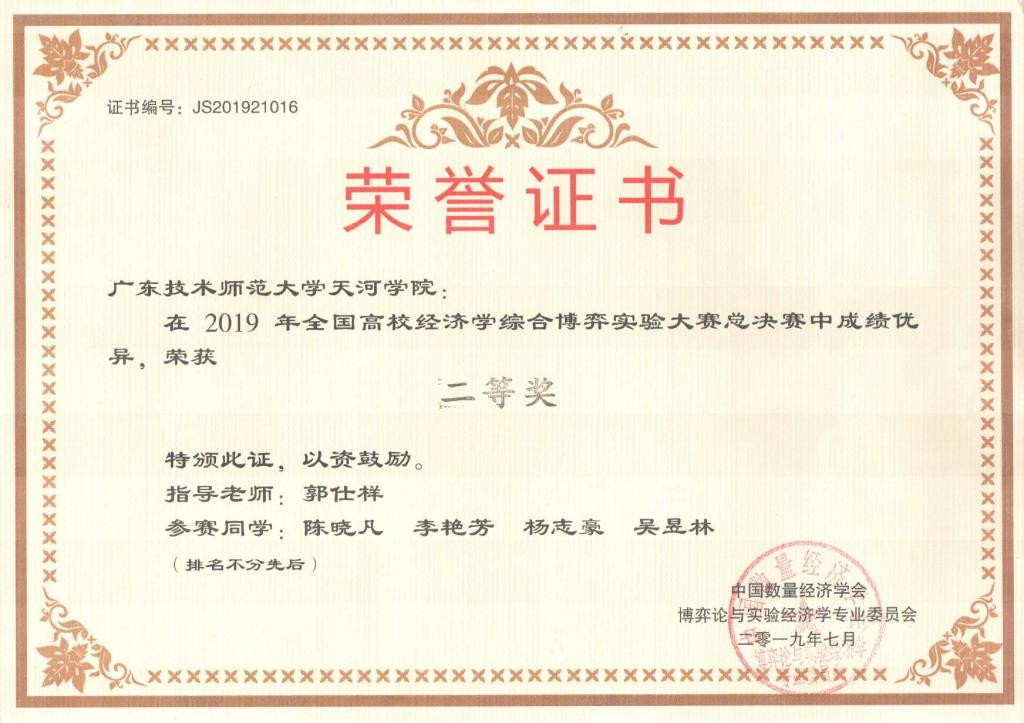 证书编号：JS201921016
荣誉证书
广东技术师范大学天河学院：
在 2019 年全国高校经济学综合博弈实验大赛总决赛中成绩优
异，荣获
二等奖
特颁此证，以资鼓励。
指导老师：郭仕祥
参赛同学：陈晓凡 李艳芳 杨志豪 吴昱林
（排名不分先后）
中国数量经济学会
博弈论与实验经济学专业委员会
二零一九年七月